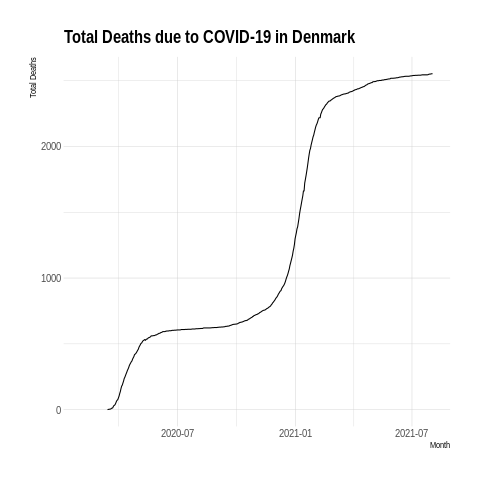 Total Deaths due to COVID-19 in Denmark
Total Deaths
2000
1000
0
2020-07
2021-01
2021-07
Month